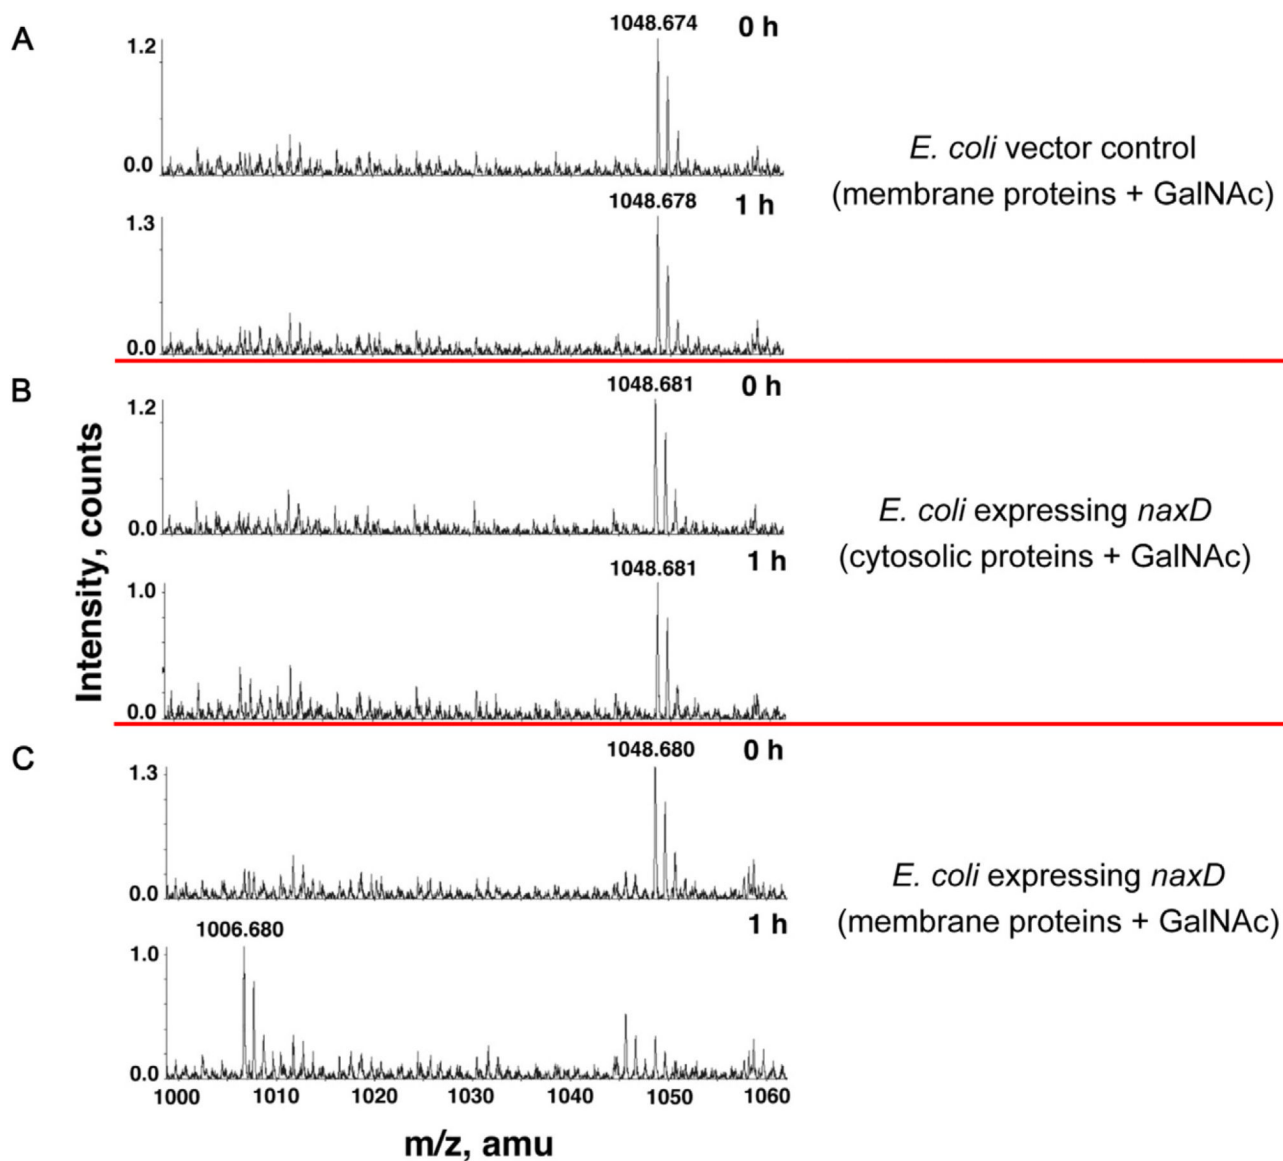 A
1048.674
0 h
1.2
0.0
E. coli vector control
(membrane proteins + GalNAc)
1048.678
1 h
1.3
0.0
B
1048.681
0 h
1.2
0.0
E. coli expressing naxD
(cytosolic proteins + GalNAc)
1048.681
1 h
1.0
0.0
Intensity, counts
C
1048.680
0 h
1.3
0.0
E. coli expressing naxD
(membrane proteins + GalNAc)
1006.680
1 h
1.0
0.0
1000 1010 1020 1030 1040 1050 1060
m/z, amu